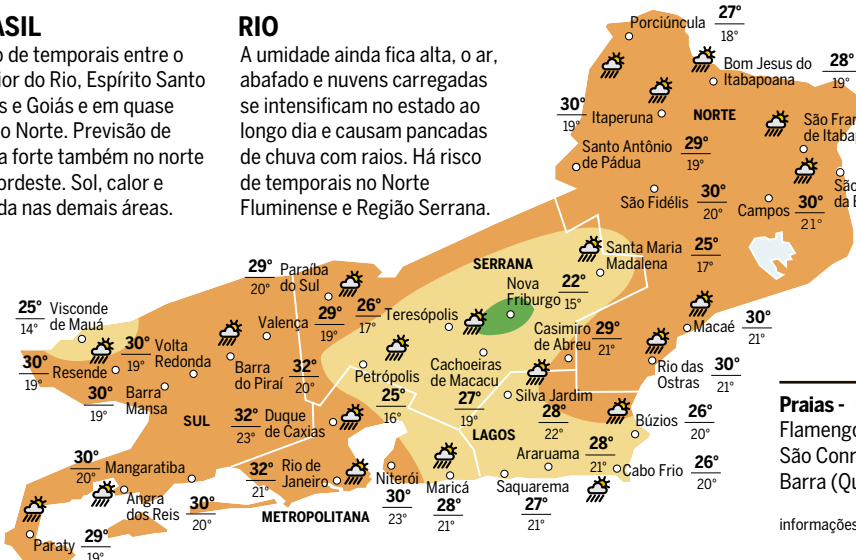 RIO
A umidade ainda fica alta, o ar,
abafado e nuvens carregadas
se intensificam no estado ao
longo dia e causam pancadas
de chuva com raios. Há risco
de temporais no Norte
Fluminense e Região Serrana.
de temporais entre o
do Rio, Espírito Santo
e Goiás e em quase
Norte. Previsão de
forte também no norte
Sol, calor e
nas demais áreas.
Porciúncula 27° 18°
Bom Jesus do
Itabapoana 28° 19°
30° 19° Itaperuna
NORTE
São
de
Santo Antônio
de Pádua 29° 19°
São Fidélis 30° 20°
Campos 30° 21°
São
da
Santa Maria
Madalena 25° 17°
SERRANA
Nova
Friburgo 22° 15°
29° 20° Paraíba
do Sul
26° 17° Teresópolis
Valença 29° 19°
25° 14° Visconde
de Mauá
30° 19° Volta
Redonda
30° 19° Resende
30° 19° Barra
Mansa
Barra
do Piraí 32° 20°
Petrópolis 25° 16°
Cachoeiras
de Macacu 27° 19°
Casimiro
de Abreu 29° 21°
Macaé 30° 21°
Rio das
Ostras 30° 21°
Silva Jardim 28° 22°
SUL
32° 23° Duque
de Caxias
LAGOS
Búzios 26° 20°
Araruama 28° 21°
Cabo Frio 26° 20°
30° 20° Mangaratiba
32° 21° Rio de
Janeiro
Niterói 30° 23°
Maricá 28° 21°
Saquarema 27° 21°
Angra
dos Reis 30° 20°
METROPOLITANA
Paraty 29° 19°
Praias -
Flamengo
São
Barra
informações